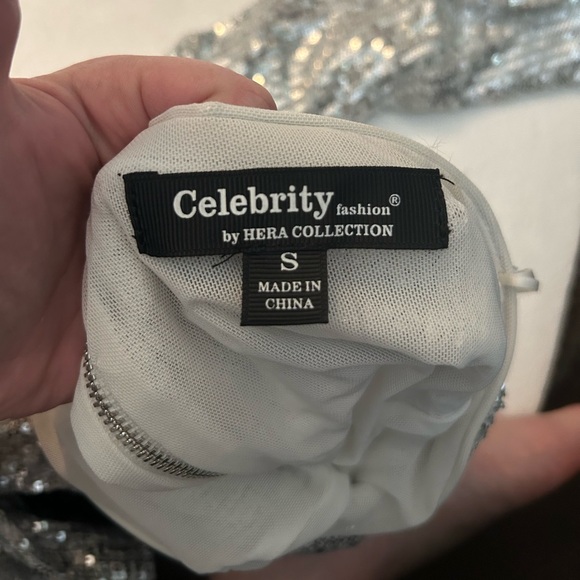 Celebrity fashion®
by HERA COLLECTION
S
MADE IN
CHINA